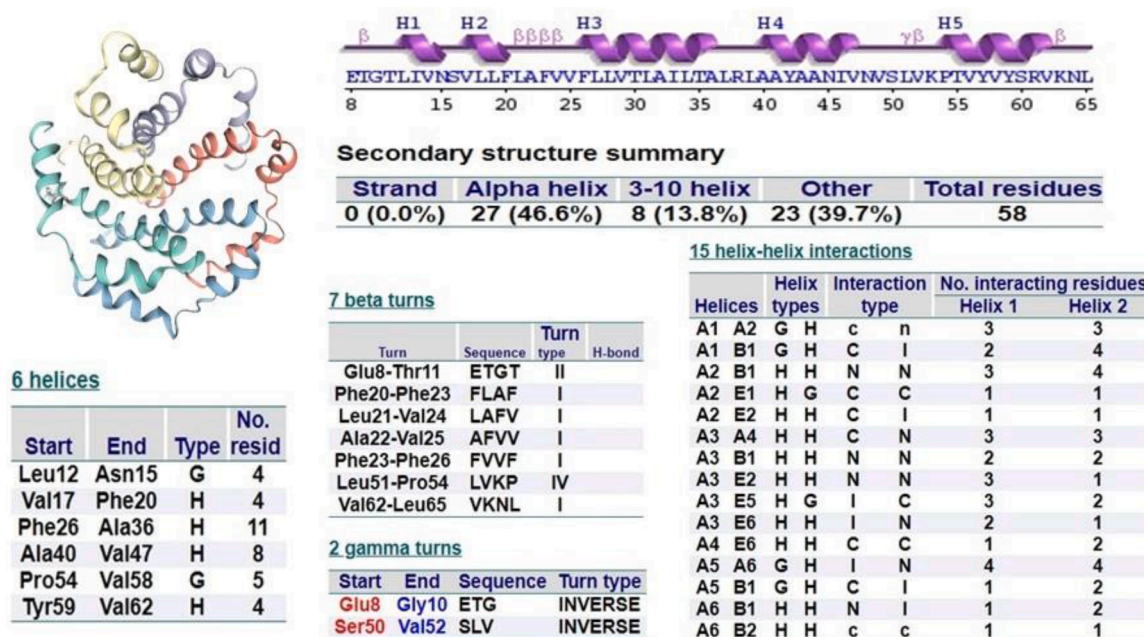 H1 H2 H3 H4 H5
β ββββ γβ β
ETGTLIVNSVLLFLAFVVFLLVTLAILTALRLAAYAANIVNVSLVKPTVYVYSRVKNL
8 15 20 25 30 35 40 45 50 55 60 65
Secondary structure summary
Strand Alpha helix 3-10 helix Other Total residues
0 (0.0%) 27 (46.6%) 8 (13.8%) 23 (39.7%) 58
6 helices
No.
Start End Type resid
Leu12 Asn15 G 4
Val17 Phe20 H 4
Phe26 Ala36 H 11
Ala40 Val47 H 8
Pro54 Val58 G 5
Tyr59 Val62 H 4
7 beta turns
Turn
Turn Sequence type H-bond
Glu8-Thr11 ETGT II
Phe20-Phe23 FLAF I
Leu21-Val24 LAFV I
Ala22-Val25 AFVV I
Phe23-Phe26 FVVF I
Leu51-Pro54 LVKP IV
Val62-Leu65 VKNL I
2 gamma turns
Start End Sequence Turn type
Glu8 Gly10 ETG INVERSE
Ser50 Val52 SLV INVERSE
15 helix-helix interactions
Helix Interaction No. interacting residues
Helices types type Helix 1 Helix 2
A1 A2 G H c n 3 3
A1 B1 G H C I 2 4
A2 B1 H H N N 3 4
A2 E1 H G C C 1 1
A2 E2 H H C I 1 1
A3 A4 H H C N 3 3
A3 B1 H H N N 2 2
A3 E2 H H N N 3 1
A3 E5 H G I C 3 2
A3 E6 H H I N 2 1
A4 E6 H H C C 1 2
A5 A6 G H I N 4 4
A5 B1 G H C I 1 2
A6 B1 H H N I 1 2
A6 B2 H H c c 1 1